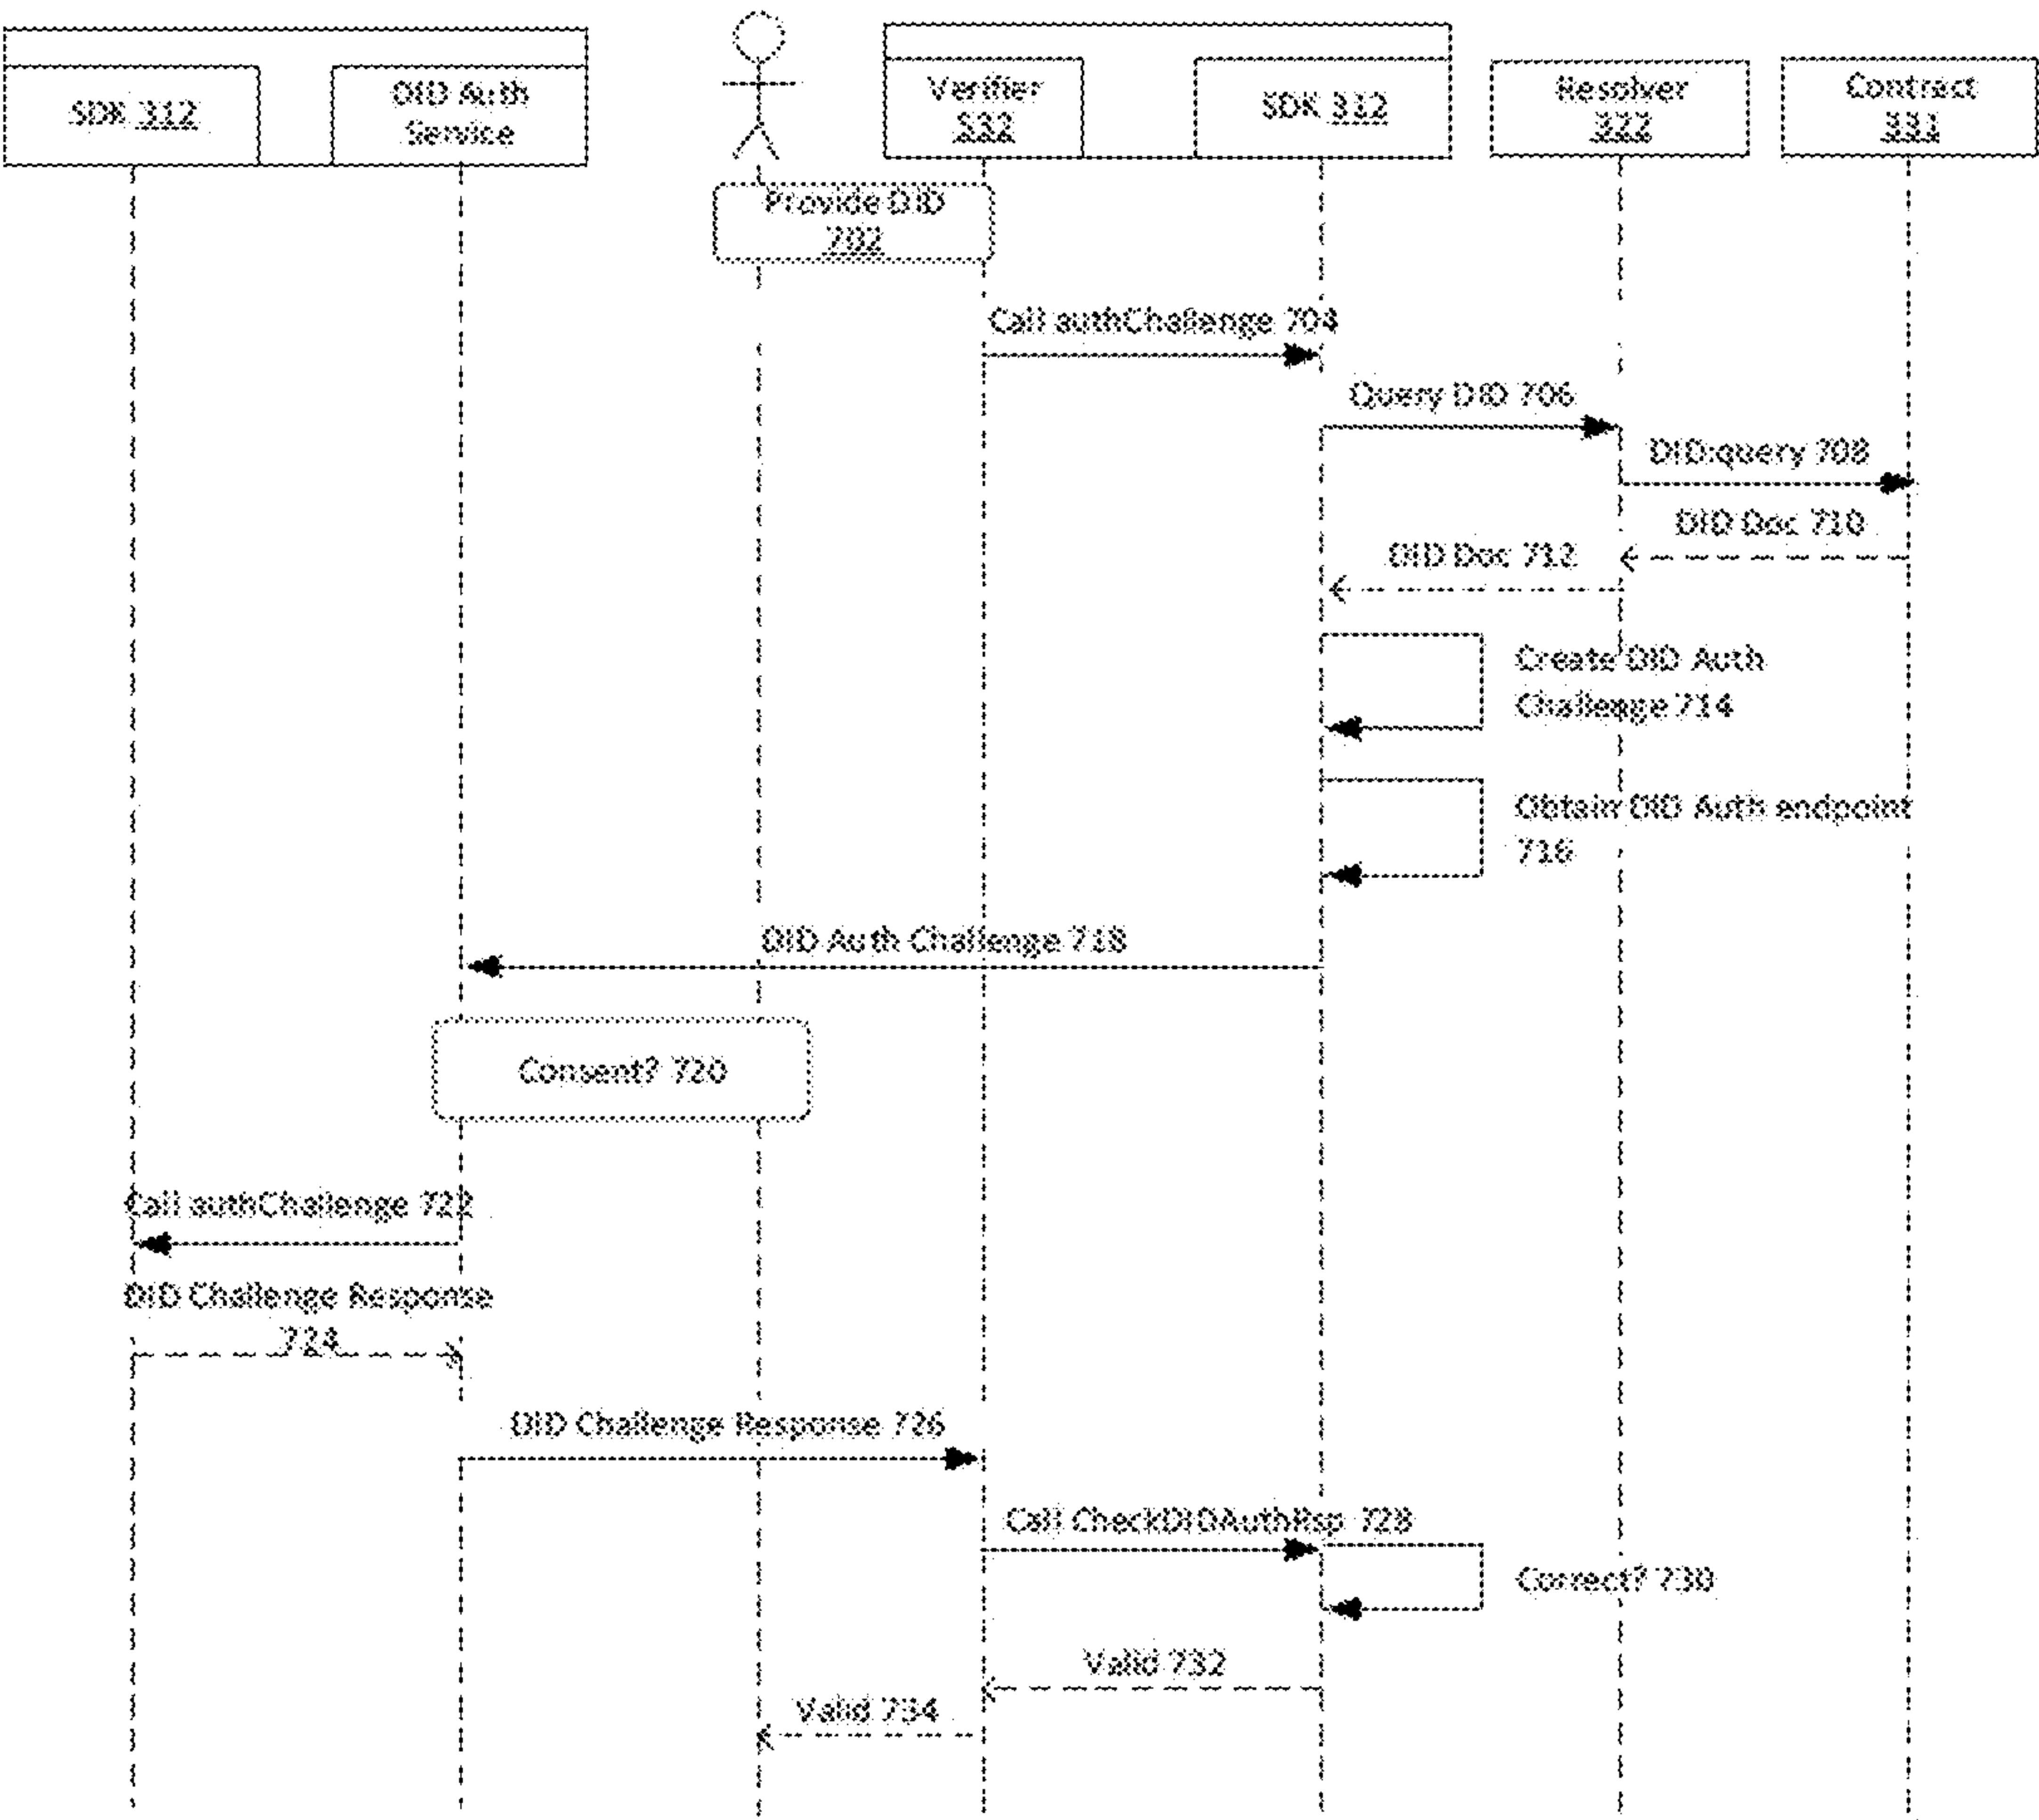 SDK 312
DID Auth
Service
Verifier
532
SDK 312
Resolver
322
Contract
331
Provide DID
702
Call authChallenge 704
Query DID 706
DID:query 708
DID Doc 710
DID Doc 712
Create DID Auth
Challenge 714
Obtain DID Auth endpoint
716
DID Auth Challenge 718
Consent? 720
Call authChallenge 722
DID Challenge Response
724
DID Challenge Response 726
Call CheckDIDAuthRsp 728
Correct? 730
Valid 732
Valid 734